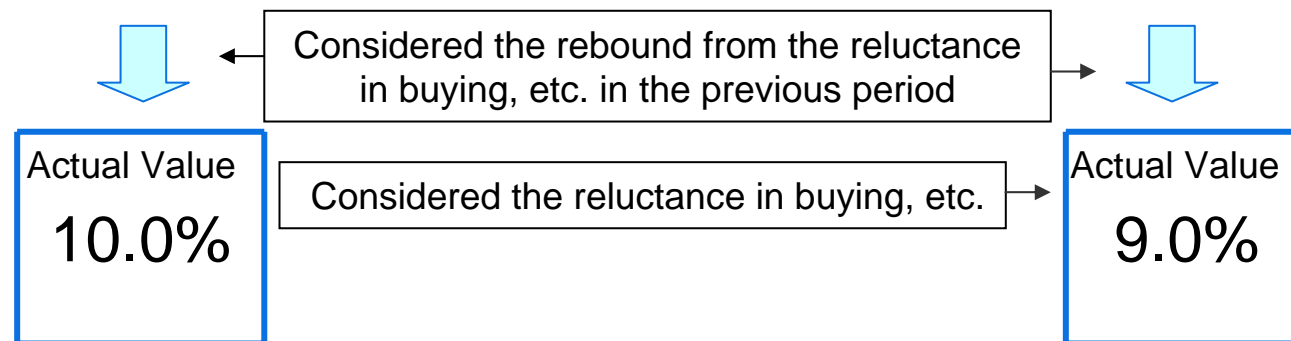 Considered the rebound from the reluctance
in buying, etc. in the previous period
Actual Value
10.0%
Considered the reluctance in buying, etc.
Actual Value
9.0%